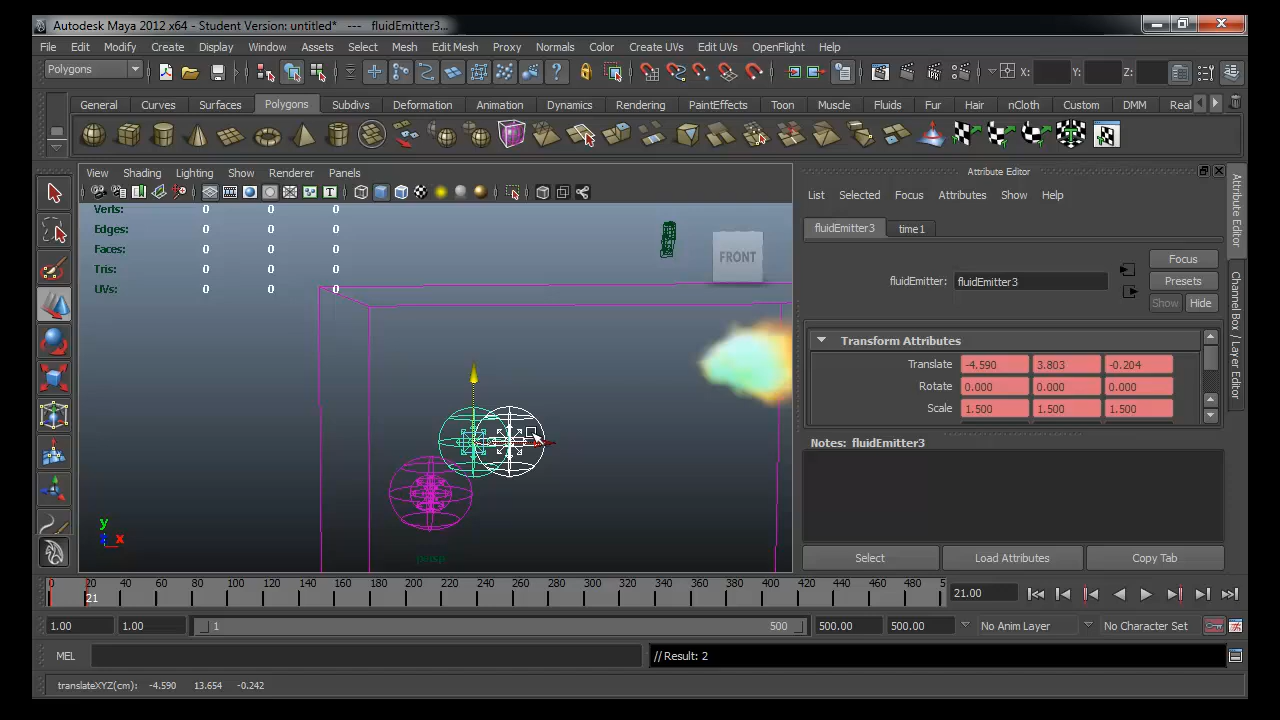 Autodesk Maya 2012 x64 - Student Version: untitled* --- fluidEmitter3...
File Edit Modify Create Display Window Assets Select Mesh Edit Mesh Proxy Normals Color Create UVs Edit UVs OpenFlight Help
Polygons X: Y: Z:
General Curves Surfaces Polygons Subdivs Deformation Animation Dynamics Rendering PaintEffects Toon Muscle Fluids Fur Hair nCloth Custom DMM Real
View Shading Lighting Show Renderer Panels
Verts: 0 0 0
Edges: 0 0 0
Faces: 0 0 0
Tris: 0 0 0
UVs: 0 0 0
FRONT
y
z x
persp
Attribute Editor
List Selected Focus Attributes Show Help
fluidEmitter3 time1
Focus
fluidEmitter: fluidEmitter3
Presets
Show Hide
Transform Attributes
Translate -4.590 3.803 -0.204
Rotate 0.000 0.000 0.000
Scale 1.500 1.500 1.500
Notes: fluidEmitter3
Select Load Attributes Copy Tab
Attribute Editor
Channel Box / Layer Editor
0 20 40 60 80 100 120 140 160 180 200 220 240 260 280 300 320 340 360 380 400 420 440 460 480 5
21
21.00
1.00 1.00 1 500 500.00 500.00 No Anim Layer No Character Set
MEL // Result: 2
translateXYZ(cm): -4.590 13.654 -0.242